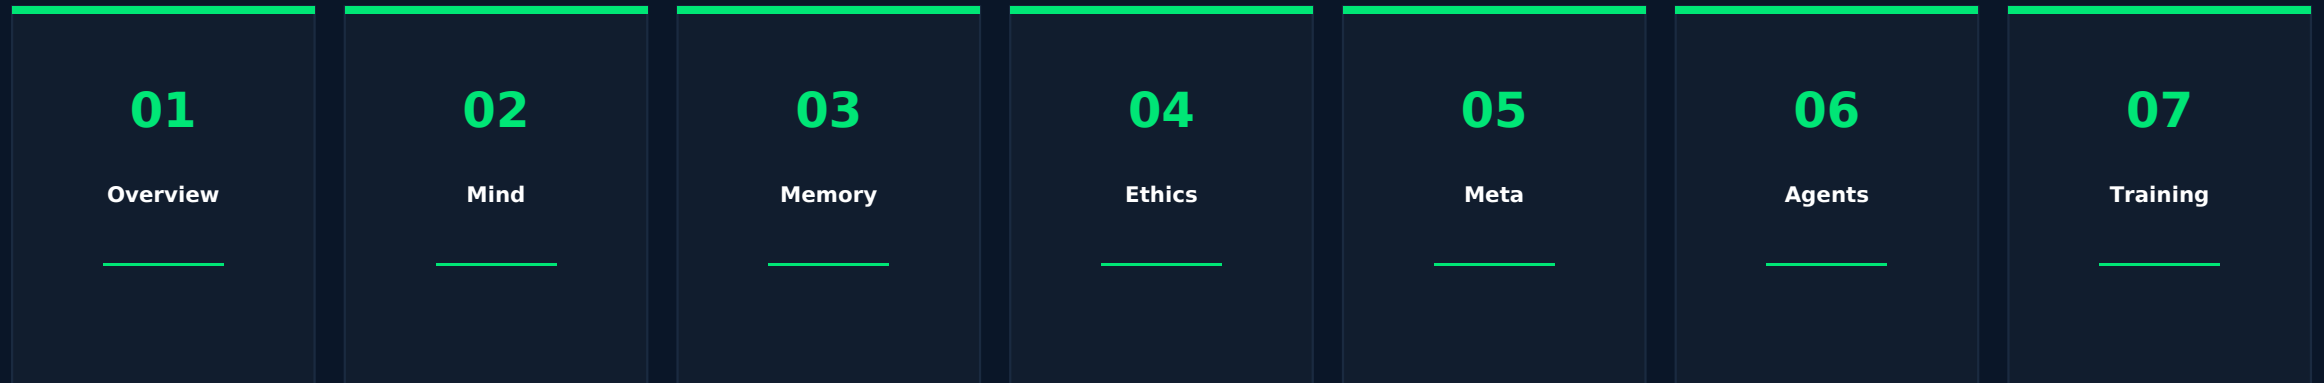 01
Overview
02
Mind
03
Memory
04
Ethics
05
Meta
06
Agents
07
Training